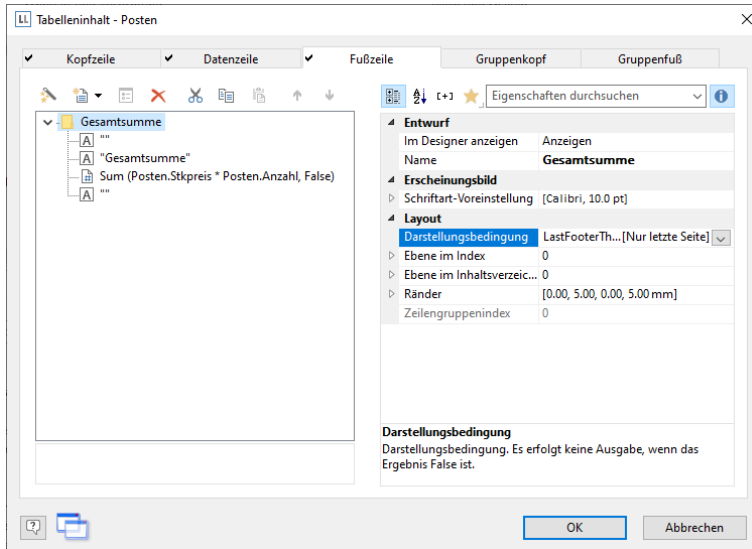 LL Tabelleninhalt - Posten
Kopfzeile Datenzeile Fußzeile Gruppenkopf Gruppenfuß
Eigenschaften durchsuchen
Gesamtsumme
A ""
A "Gesamtsumme"
Sum (Posten.Stkpreis * Posten.Anzahl, False)
A ""
Entwurf
Im Designer anzeigen Anzeigen
Name Gesamtsumme
Erscheinungsbild
Schriftart-Voreinstellung [Calibri, 10.0 pt]
Layout
Darstellungsbedingung LastFooterTh...[Nur letzte Seite]
Ebene im Index 0
Ebene im Inhaltsverzeic... 0
Ränder [0.00, 5.00, 0.00, 5.00 mm]
Zeilengruppenindex 0
Darstellungsbedingung
Darstellungsbedingung. Es erfolgt keine Ausgabe, wenn das
Ergebnis False ist.
OK Abbrechen